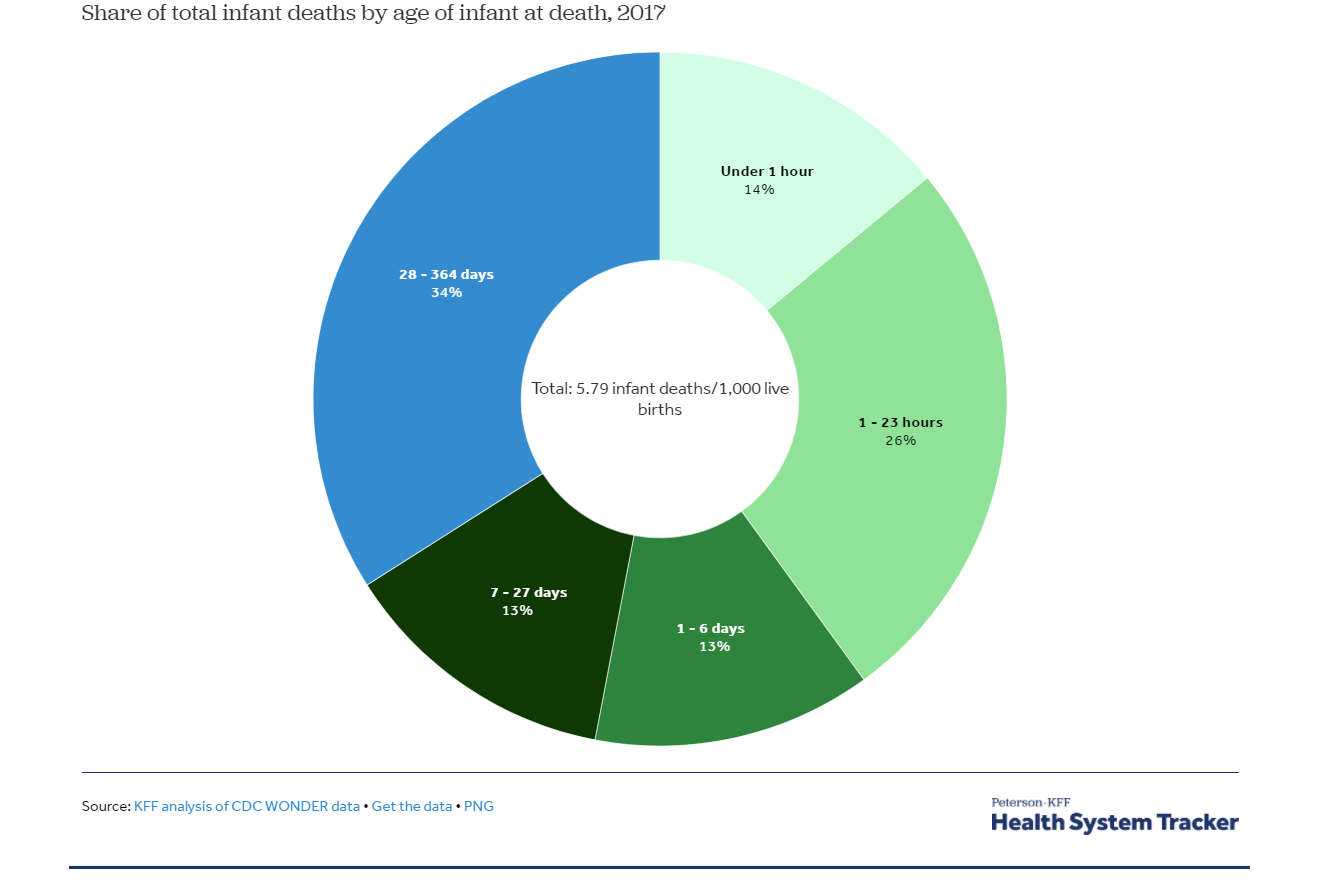 Share of total infant deaths by age of infant at death, 2017
Under 1 hour
14%
28 - 364 days
34%
Total: 5.79 infant deaths/1,000 live
births
1 - 23 hours
26%
7 - 27 days
13%
1 - 6 days
13%
Source: KFF analysis of CDC WONDER data • Get the data • PNG
Peterson-KFF
Health System Tracker